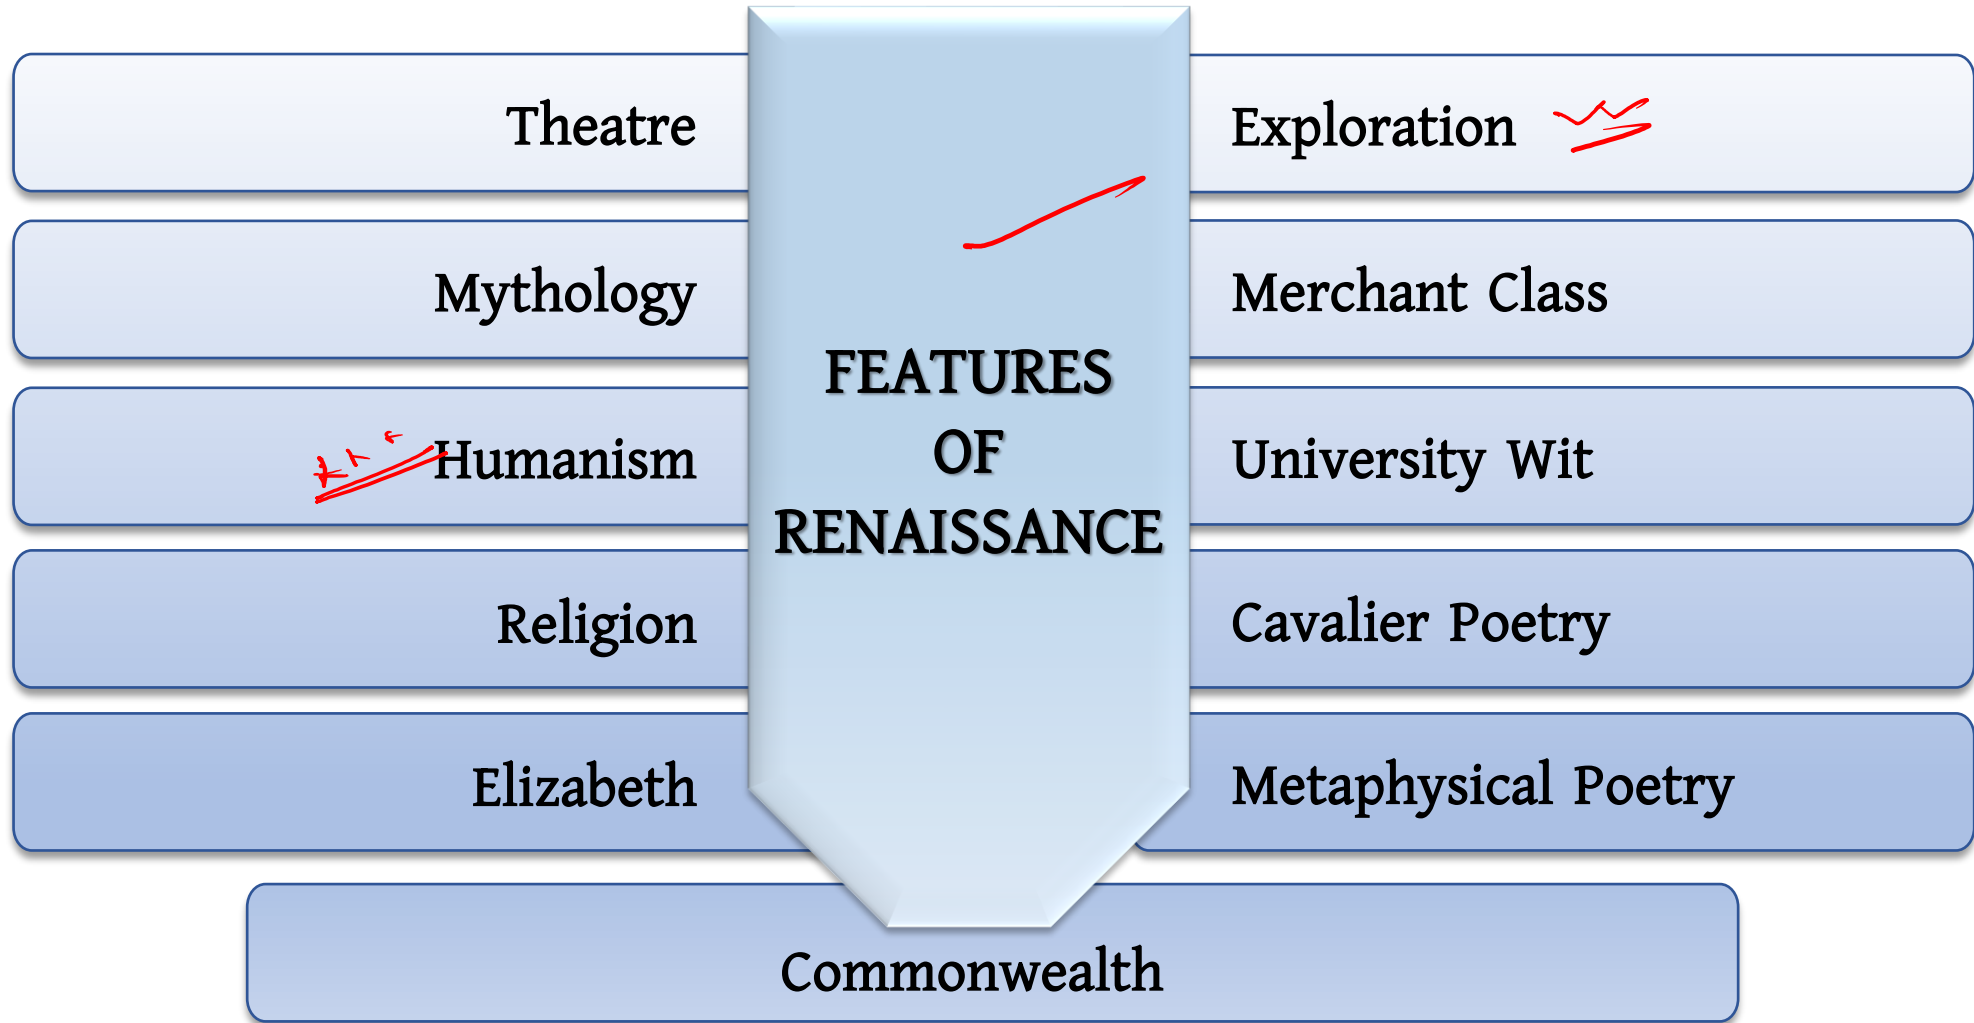 Theatre
Mythology
Humanism
Religion
Elizabeth
FEATURES
OF
RENAISSANCE
Exploration
Merchant Class
University Wit
Cavalier Poetry
Metaphysical Poetry
Commonwealth